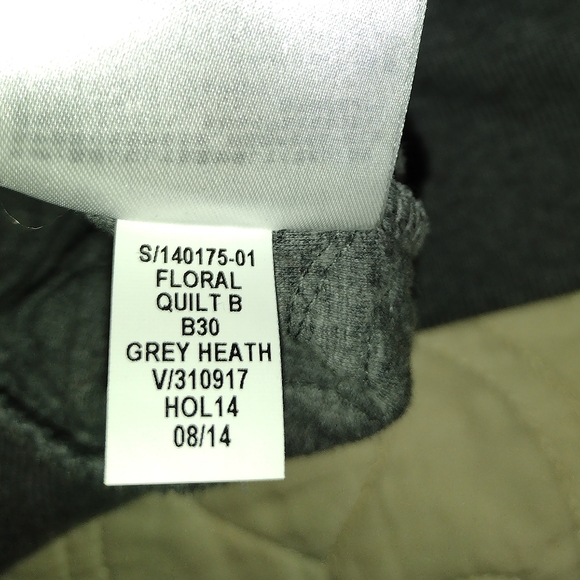 S/140175-01
FLORAL
QUILT B
B30
GREY HEATH
V/310917
HOL14
08/14